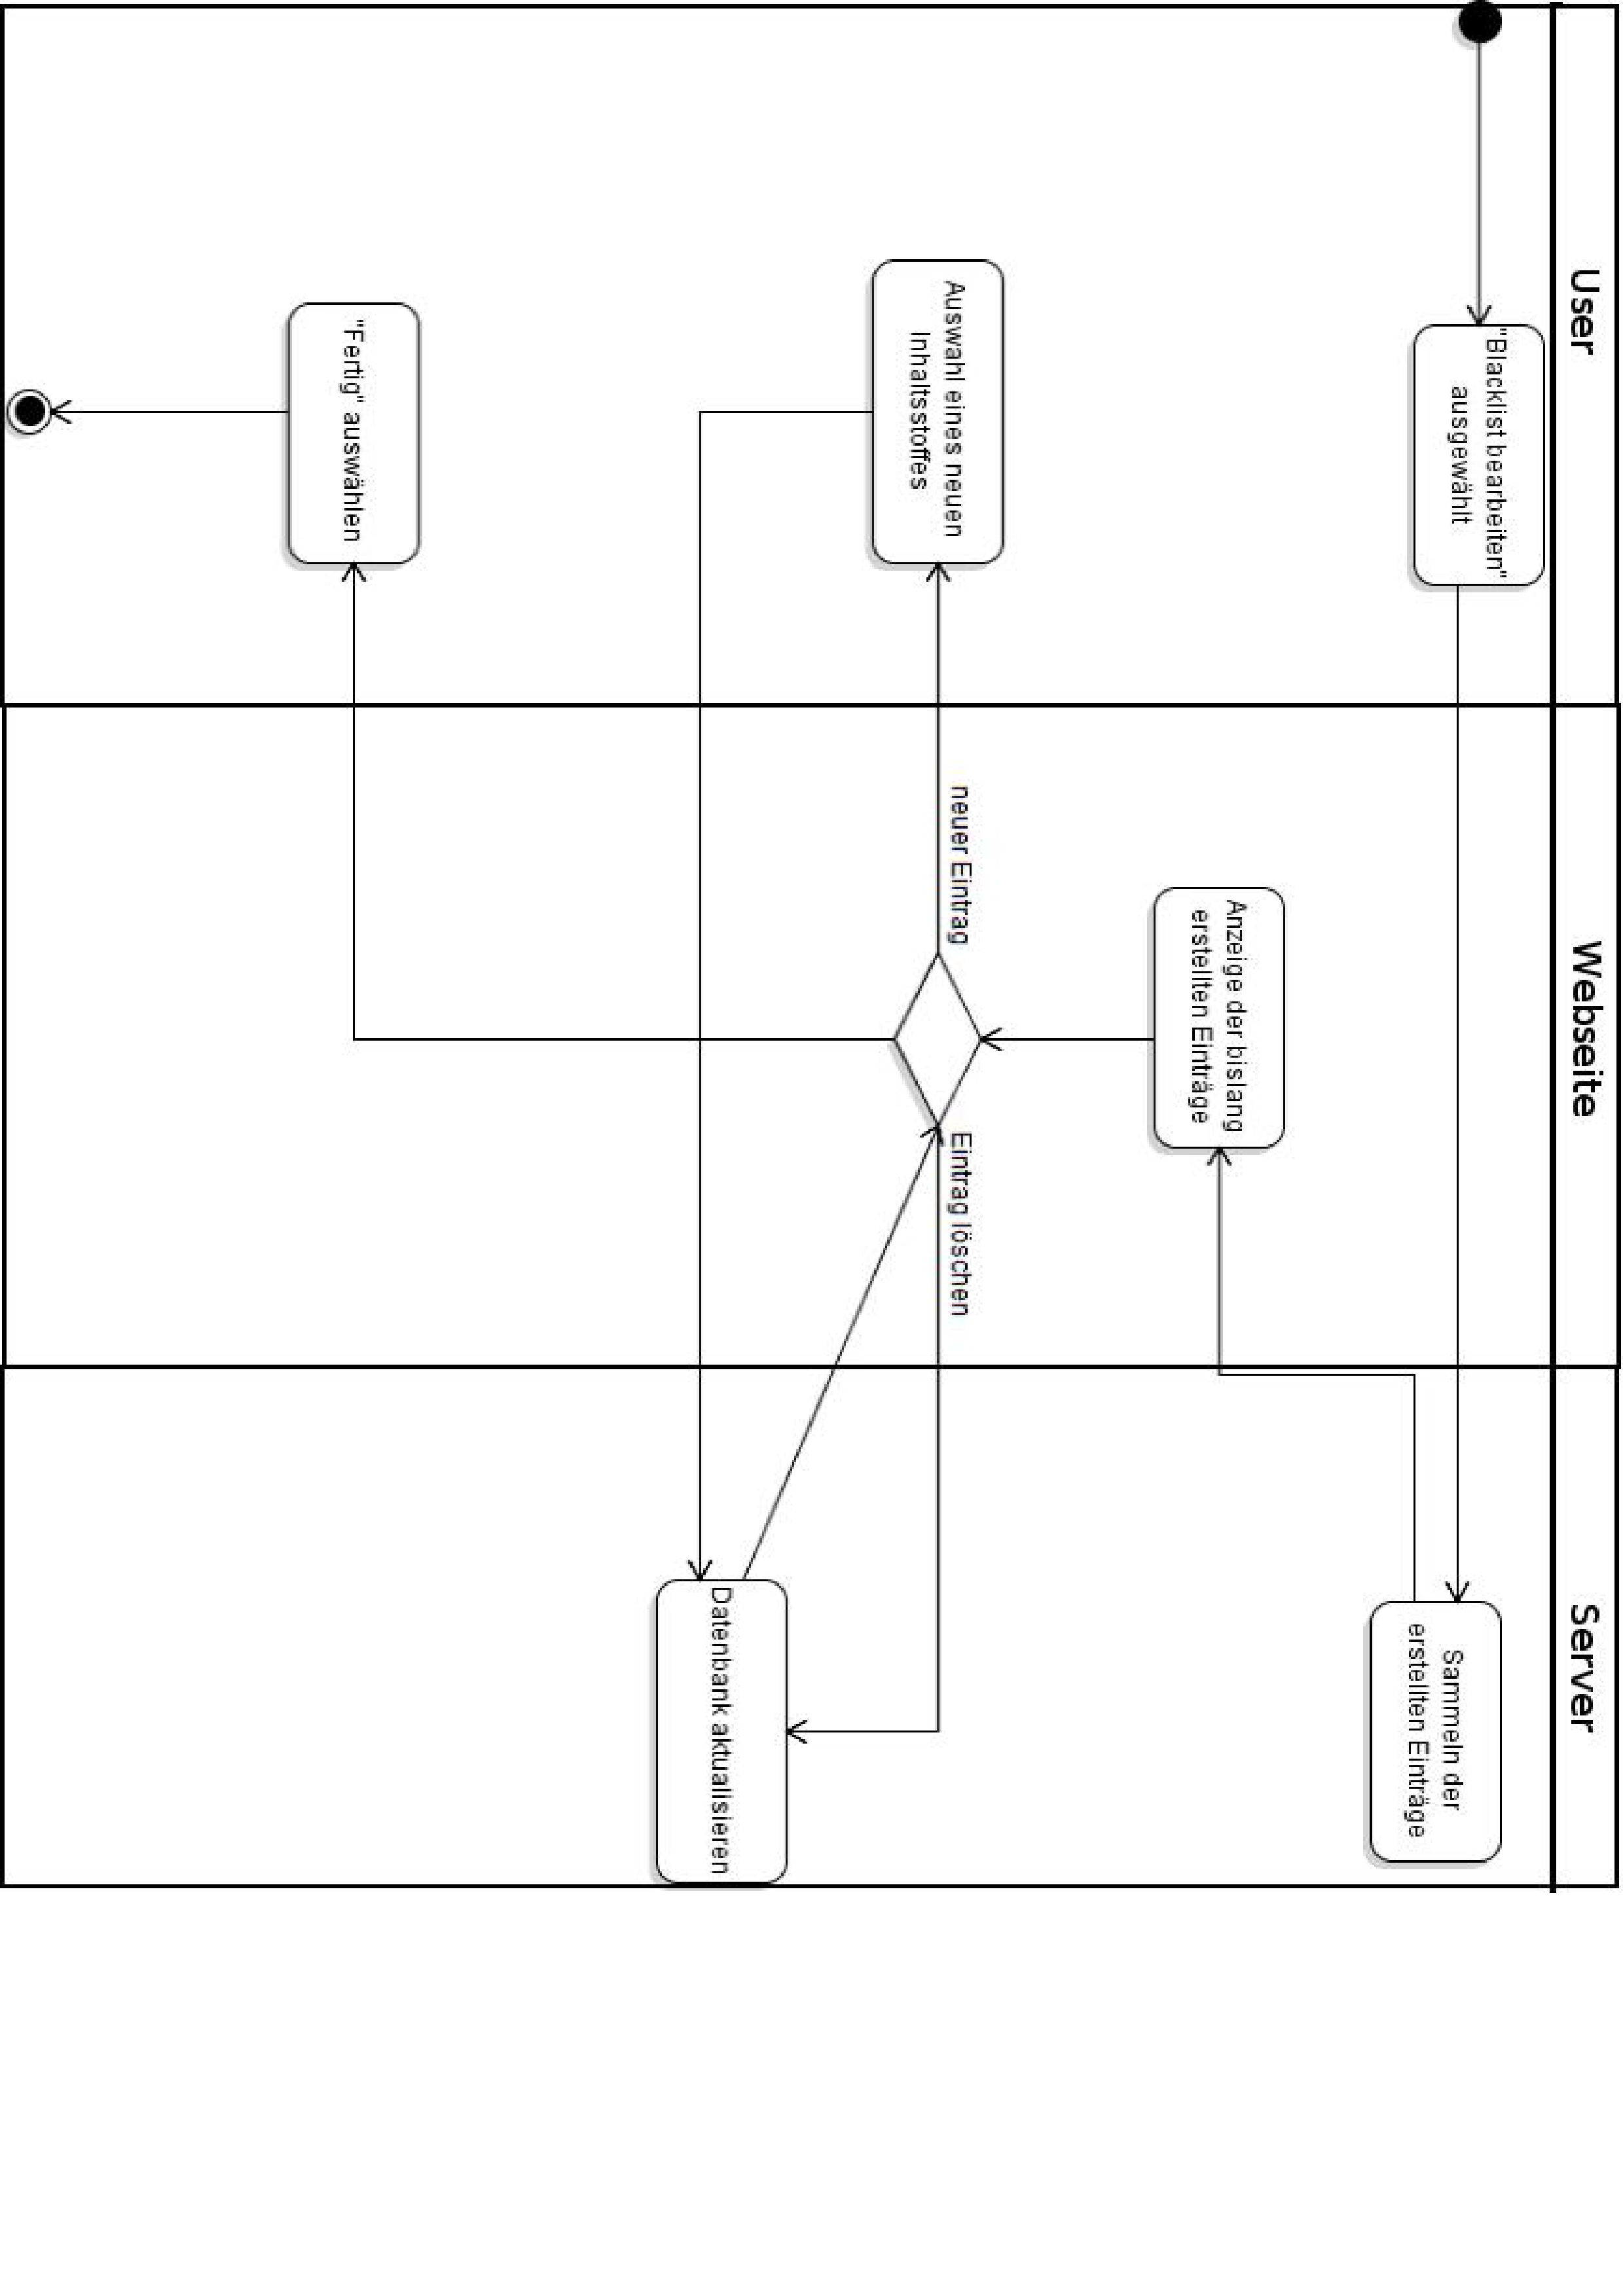 User
Webseite
Server
"Blacklist bearbeiten"
ausgewählt
Sammeln der
erstellten Einträge
Anzeige der bislang
erstellten Einträge
neuer Eintrag
Eintrag löschen
Auswahl eines neuen
Inhaltsstoffes
Datenbank aktualisieren
"Fertig" auswählen